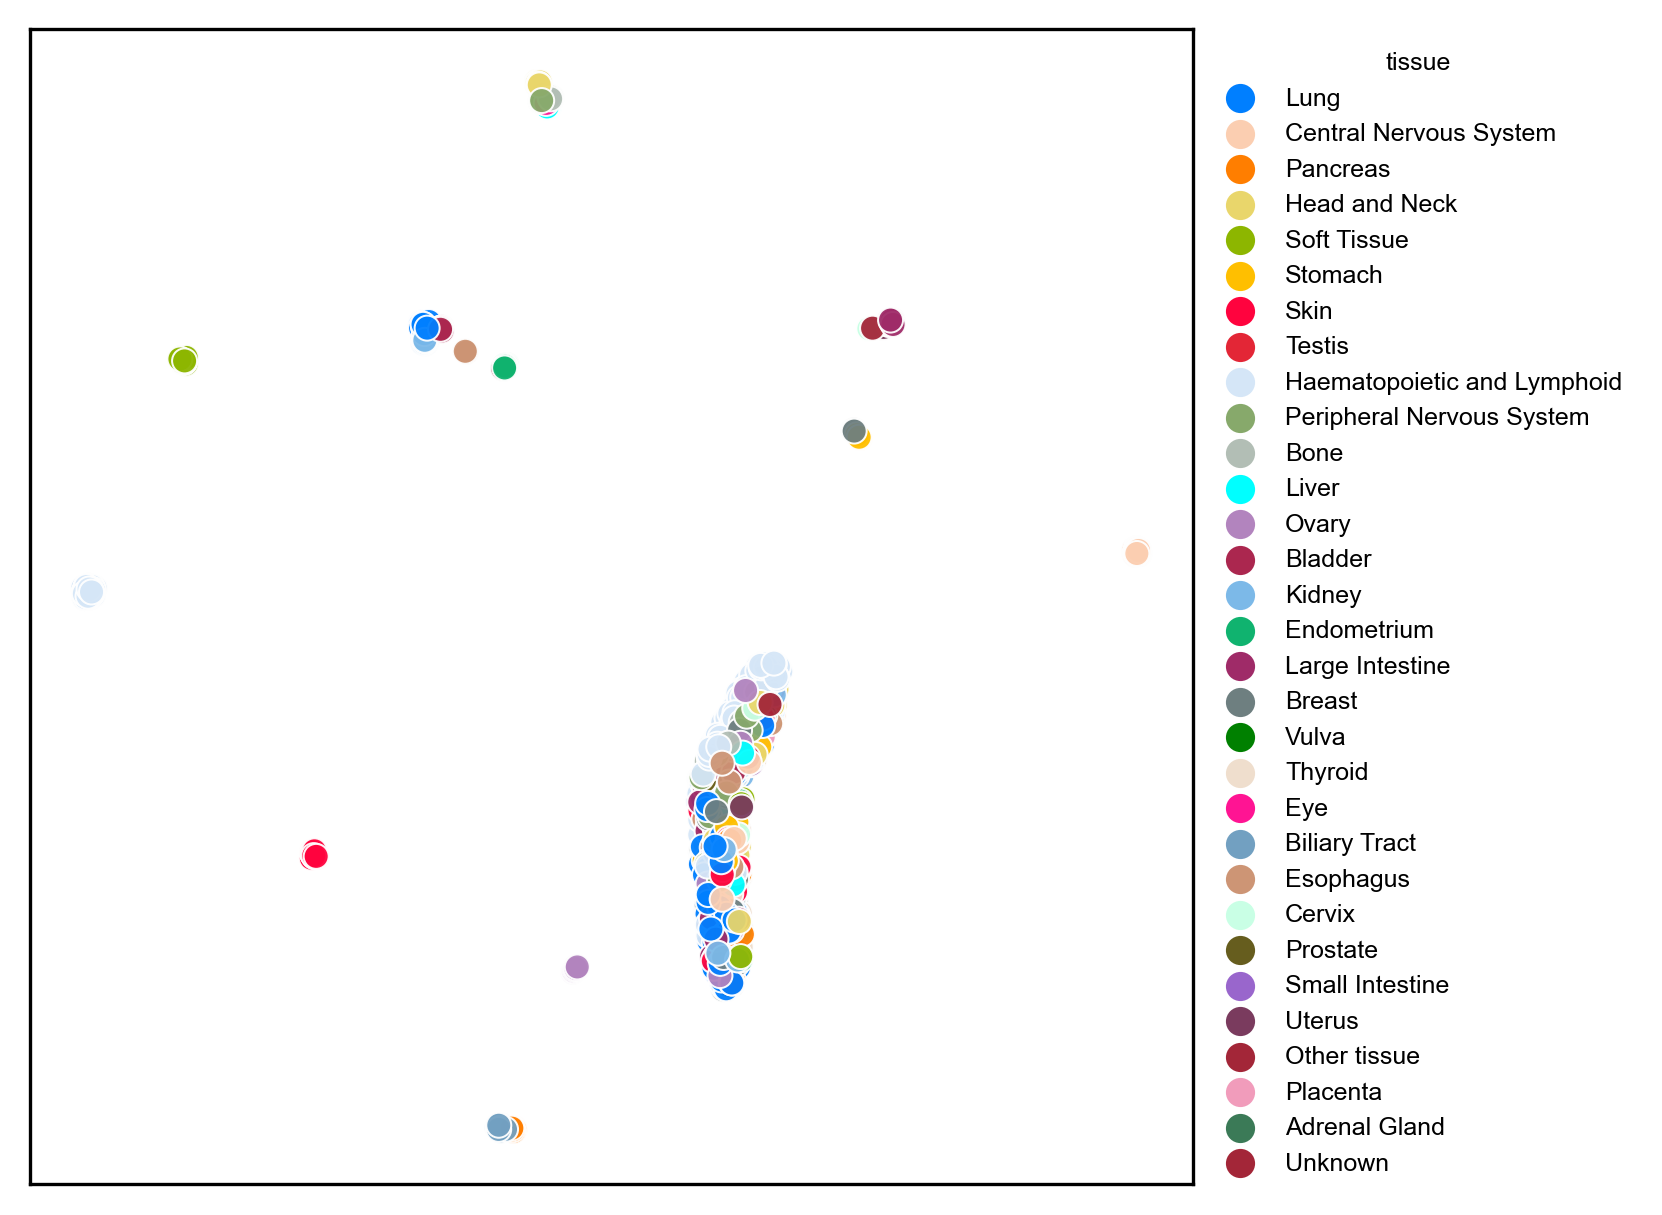 tissue
Lung
Central Nervous System
Pancreas
Head and Neck
Soft Tissue
Stomach
Skin
Testis
Haematopoietic and Lymphoid
Peripheral Nervous System
Bone
Liver
Ovary
Bladder
Kidney
Endometrium
Large Intestine
Breast
Vulva
Thyroid
Eye
Biliary Tract
Esophagus
Cervix
Prostate
Small Intestine
Uterus
Other tissue
Placenta
Adrenal Gland
Unknown